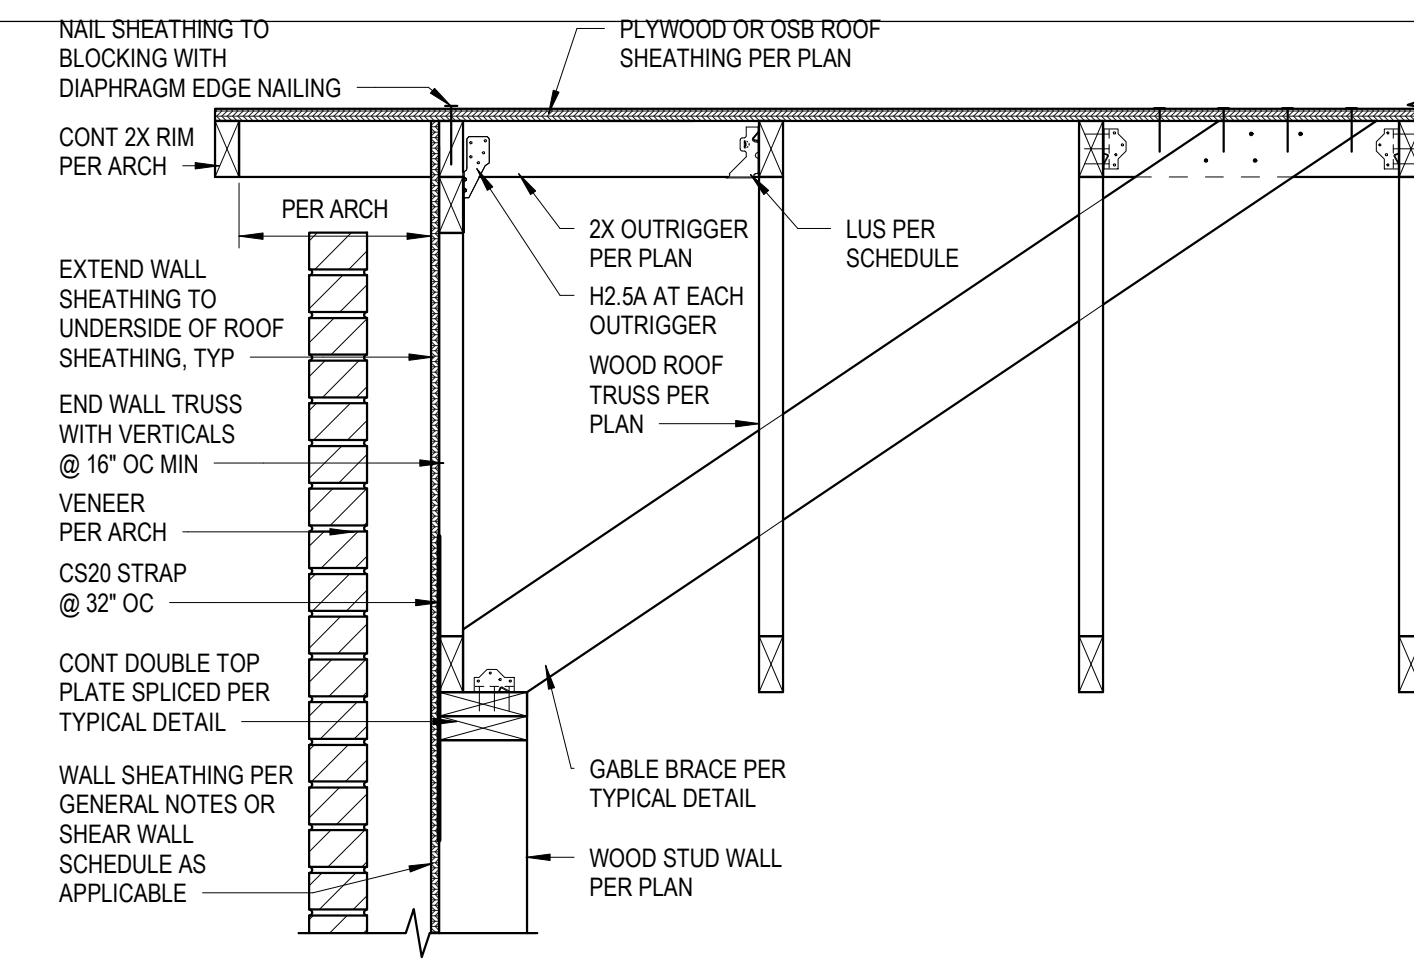 NAIL SHEATHING TO
BLOCKING WITH
DIAPHRAGM EDGE NAILING
PLYWOOD OR OSB ROOF
SHEATHING PER PLAN
CONT 2X RIM
PER ARCH
PER ARCH
2X OUTRIGGER
PER PLAN
LUS PER
SCHEDULE
EXTEND WALL
SHEATHING TO
UNDERSIDE OF ROOF
SHEATHING, TYP
H2.5A AT EACH
OUTRIGGER
WOOD ROOF
TRUSS PER
PLAN
END WALL TRUSS
WITH VERTICALS
@ 16" OC MIN
VENEER
PER ARCH
CS20 STRAP
@ 32" OC
CONT DOUBLE TOP
PLATE SPLICED PER
TYPICAL DETAIL
GABLE BRACE PER
TYPICAL DETAIL
WALL SHEATHING PER
GENERAL NOTES OR
SHEAR WALL
SCHEDULE AS
APPLICABLE
WOOD STUD WALL
PER PLAN